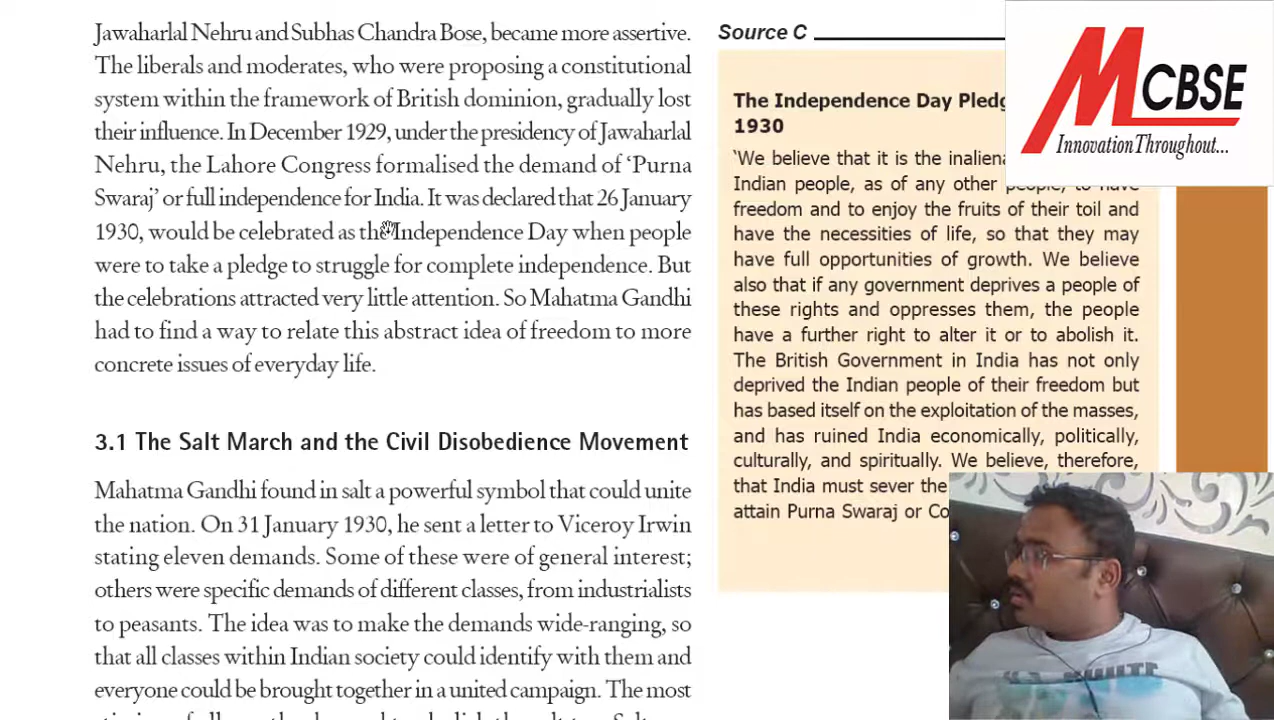 Jawaharlal Nehru and Subhas Chandra Bose, became more assertive.
The liberals and moderates, who were proposing a constitutional
system within the framework of British dominion, gradually lost
their influence. In December 1929, under the presidency of Jawaharlal
Nehru, the Lahore Congress formalised the demand of ‘Purna
Swaraj’ or full independence for India. It was declared that 26 January
1930, would be celebrated as the Independence Day when people
were to take a pledge to struggle for complete independence. But
the celebrations attracted very little attention. So Mahatma Gandhi
had to find a way to relate this abstract idea of freedom to more
concrete issues of everyday life.
3.1 The Salt March and the Civil Disobedience Movement
Mahatma Gandhi found in salt a powerful symbol that could unite
the nation. On 31 January 1930, he sent a letter to Viceroy Irwin
stating eleven demands. Some of these were of general interest;
others were specific demands of different classes, from industrialists
to peasants. The idea was to make the demands wide-ranging, so
that all classes within Indian society could identify with them and
everyone could be brought together in a united campaign. The most
Source C
The Independence Day
1930
‘We believe that it is the
Indian people, as of any other people, to have
freedom and to enjoy the fruits of their toil and
have the necessities of life, so that they may
have full opportunities of growth. We believe
also that if any government deprives a people of
these rights and oppresses them, the people
have a further right to alter it or to abolish it.
The British Government in India has not only
deprived the Indian people of their freedom but
has based itself on the exploitation of the masses,
and has ruined India economically, politically,
culturally, and spiritually. We believe, therefore,
that India must sever the
attain Purna Swaraj or
MCBSE
Innovation Throughout...